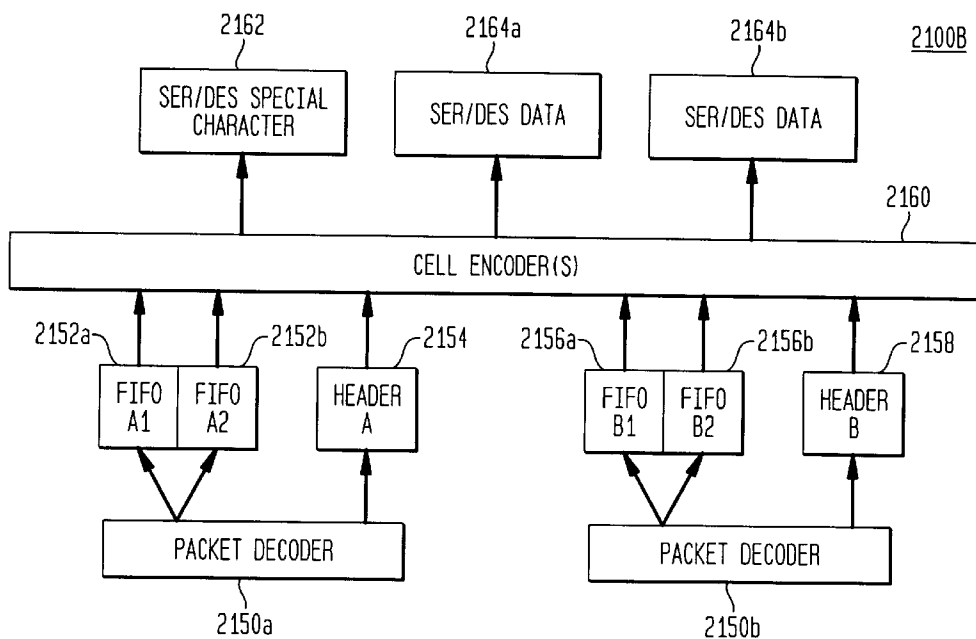 2162
2164a
2164b
2100B
SER/DES SPECIAL
CHARACTER
SER/DES DATA
SER/DES DATA
2160
CELL ENCODER(S)
2152a
2152b
2154
2156a
2156b
2158
FIFO
A1
FIFO
A2
HEADER
A
FIFO
B1
FIFO
B2
HEADER
B
PACKET DECODER
PACKET DECODER
2150a
2150b